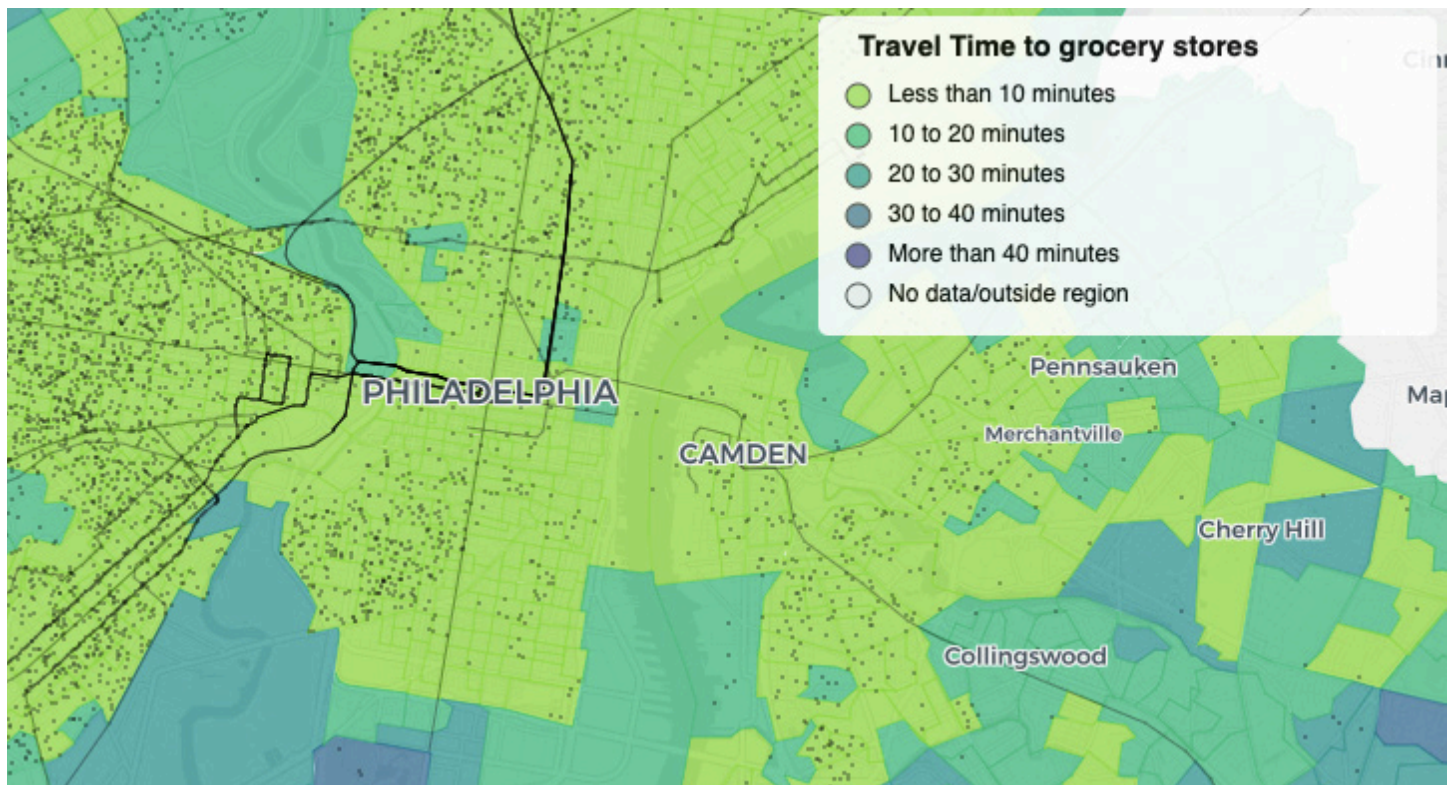 Travel Time to grocery stores
Less than 10 minutes
10 to 20 minutes
20 to 30 minutes
30 to 40 minutes
More than 40 minutes
No data/outside region
Pennsauken
PHILADELPHIA
Merchantville
CAMDEN
Cherry Hill
Collingswood